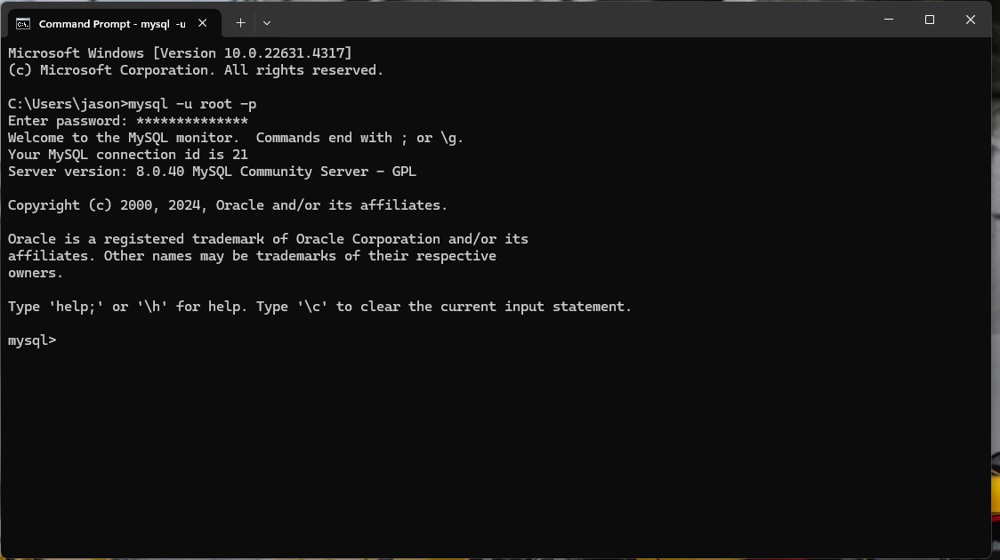 Command Prompt - mysql -u
Microsoft Windows [Version 10.0.22631.4317]
(c) Microsoft Corporation. All rights reserved.
C:\Users\jason>mysql -u root -p
Enter password: **************
Welcome to the MySQL monitor.  Commands end with ; or \g.
Your MySQL connection id is 21
Server version: 8.0.40 MySQL Community Server - GPL
Copyright (c) 2000, 2024, Oracle and/or its affiliates.
Oracle is a registered trademark of Oracle Corporation and/or its
affiliates. Other names may be trademarks of their respective
owners.
Type 'help;' or '\h' for help. Type '\c' to clear the current input statement.
mysql>